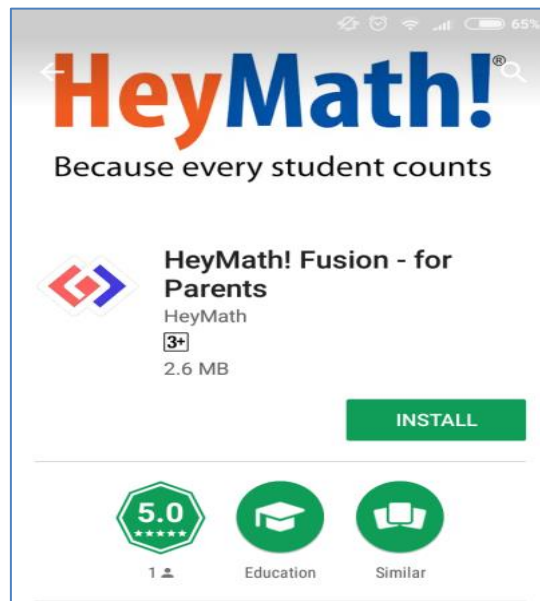 65%
HeyMath!®
Because every student counts
HeyMath! Fusion - for
Parents
HeyMath
3+
2.6 MB
INSTALL
5.0
1
Education
Similar